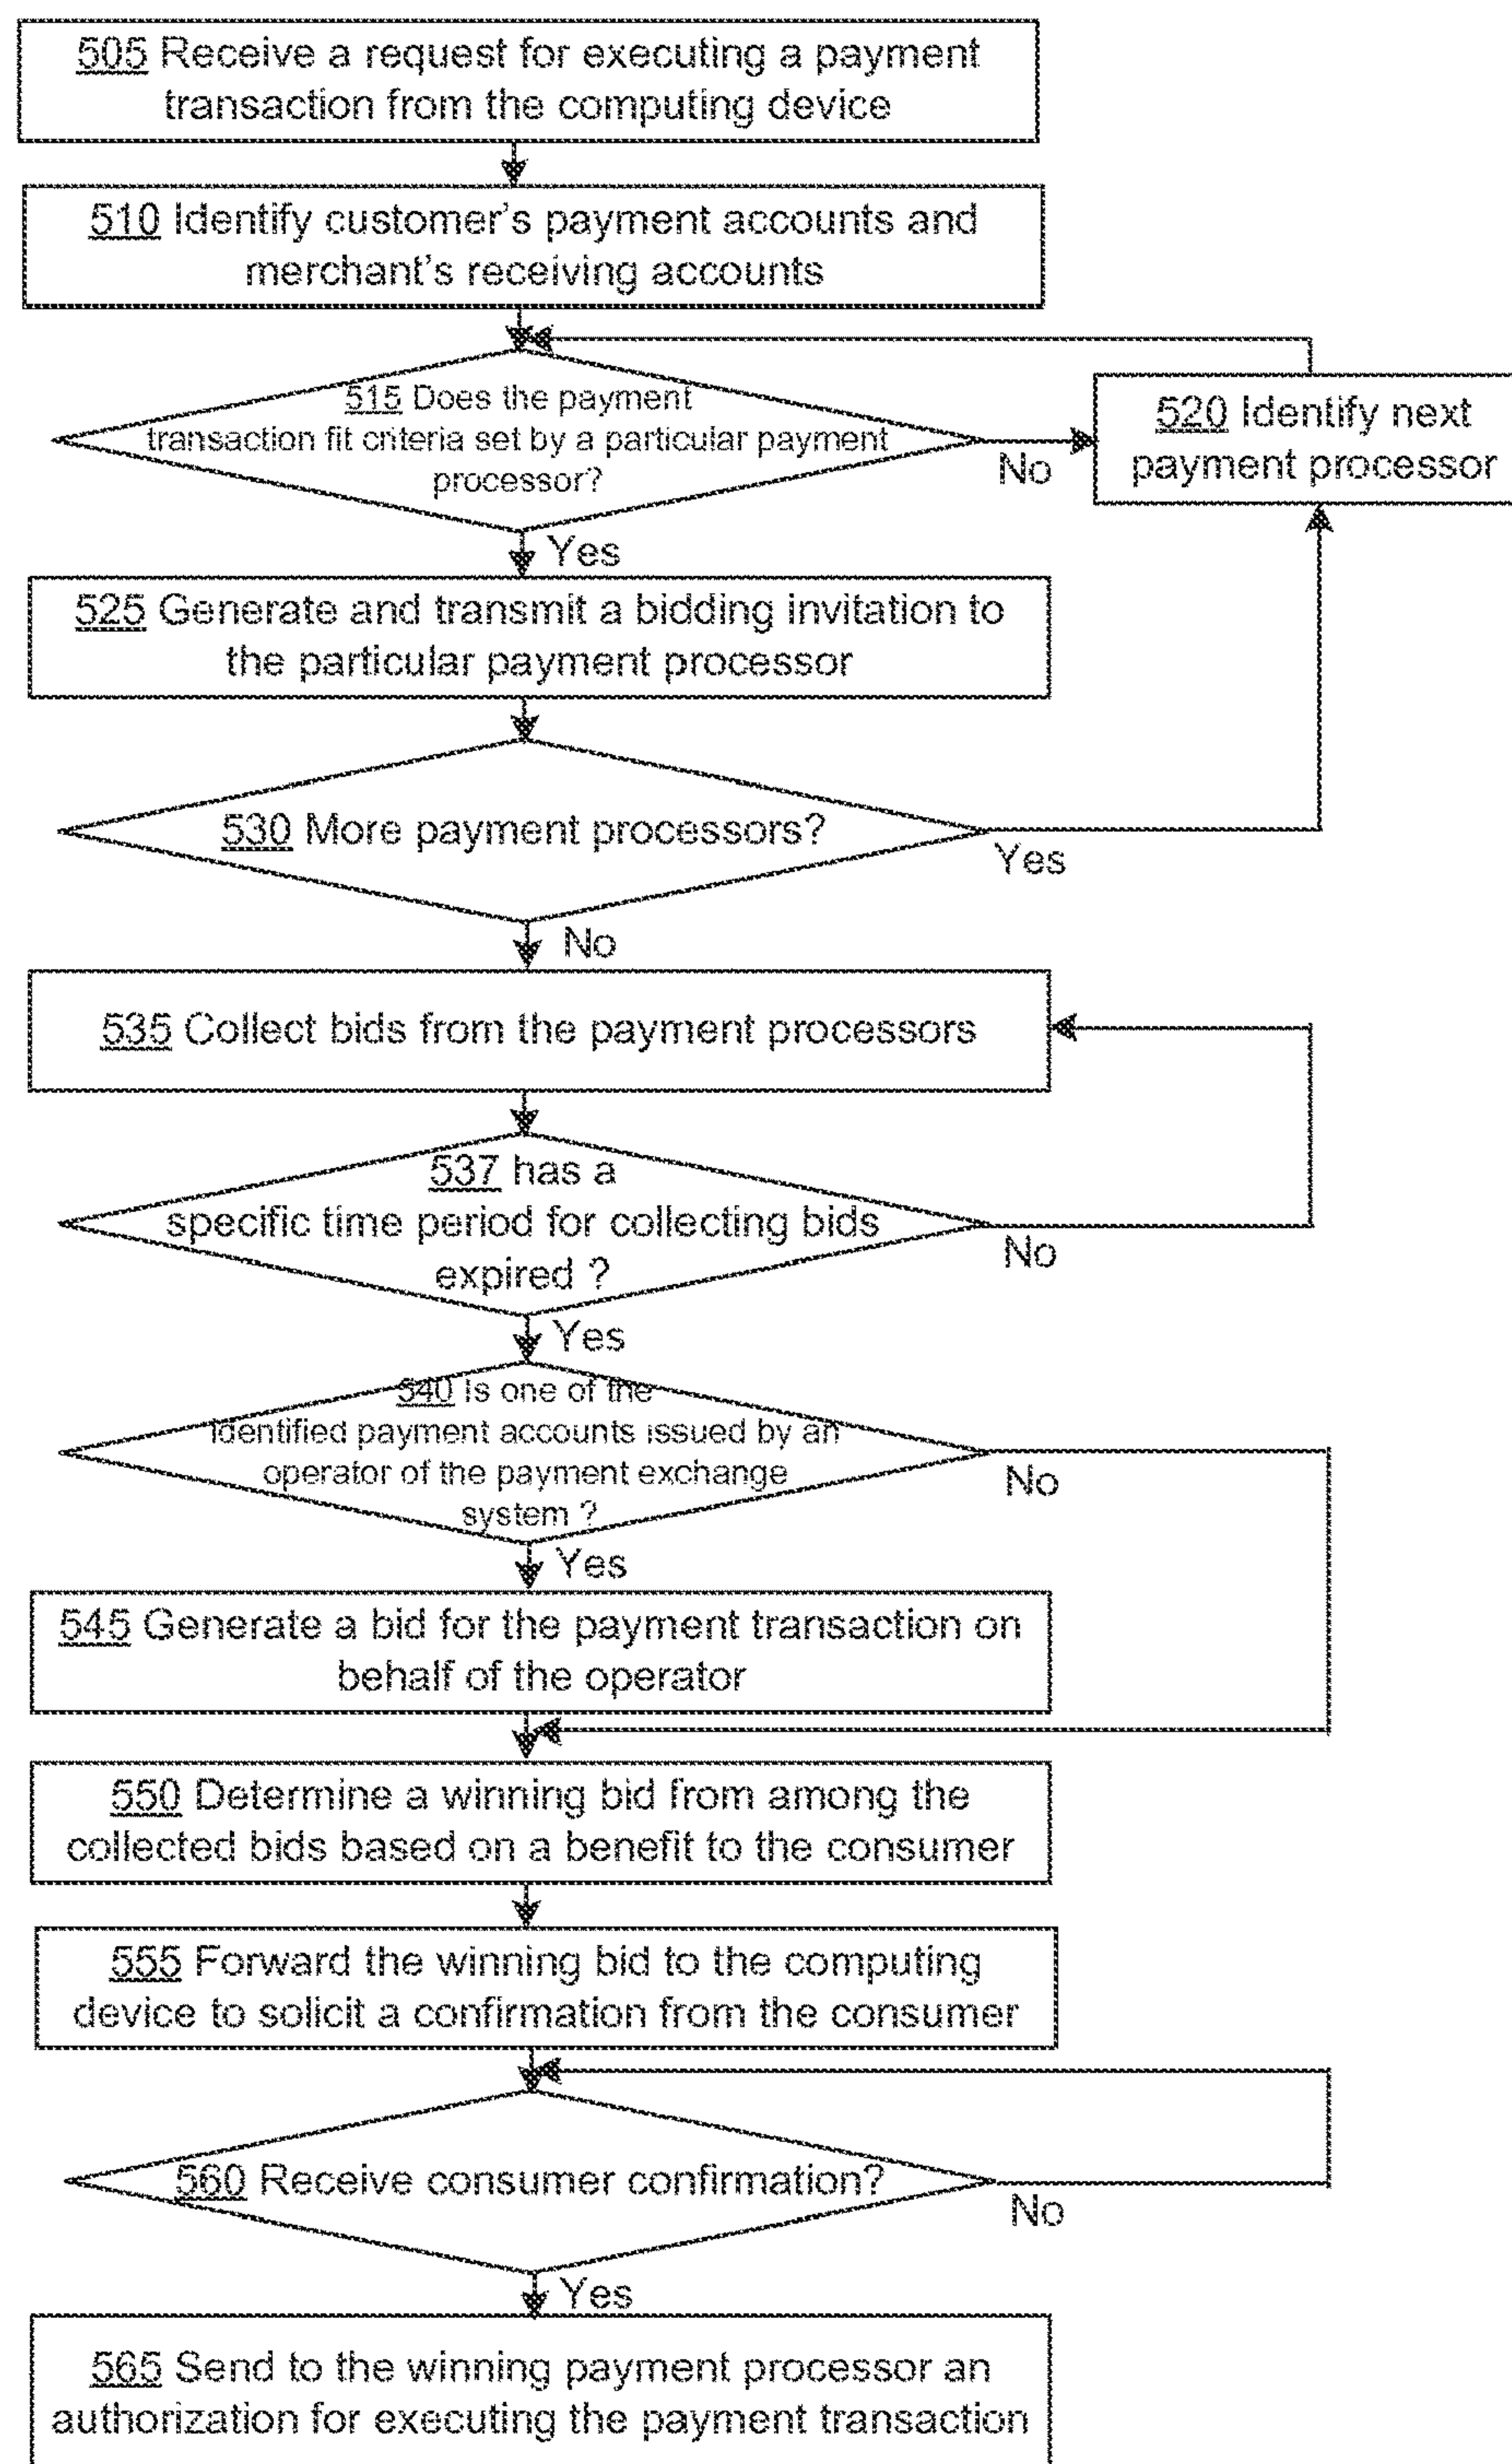 505 Receive a request for executing a payment
transaction from the computing device
510 Identify customer's payment accounts and
merchant's receiving accounts
515 Does the payment
transaction fit criteria set by a particular payment
processor?
No
520 Identify next
payment processor
Yes
525 Generate and transmit a bidding invitation to
the particular payment processor
530 More payment processors?
Yes
No
535 Collect bids from the payment processors
537 has a
specific time period for collecting bids
expired ?
No
Yes
540 Is one of the
identified payment accounts issued by an
operator of the payment exchange
system ?
No
Yes
545 Generate a bid for the payment transaction on
behalf of the operator
550 Determine a winning bid from among the
collected bids based on a benefit to the consumer
555 Forward the winning bid to the computing
device to solicit a confirmation from the consumer
560 Receive consumer confirmation?
No
Yes
565 Send to the winning payment processor an
authorization for executing the payment transaction